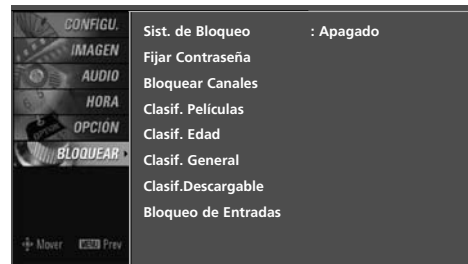 CONFIGU.
IMAGEN
AUDIO
HORA
OPCIÓN
BLOQUEAR
Mover MENU Prev
Sist. de Bloqueo : Apagado
Fijar Contraseña
Bloquear Canales
Clasif. Películas
Clasif. Edad
Clasif. General
Clasif.Descargable
Bloqueo de Entradas